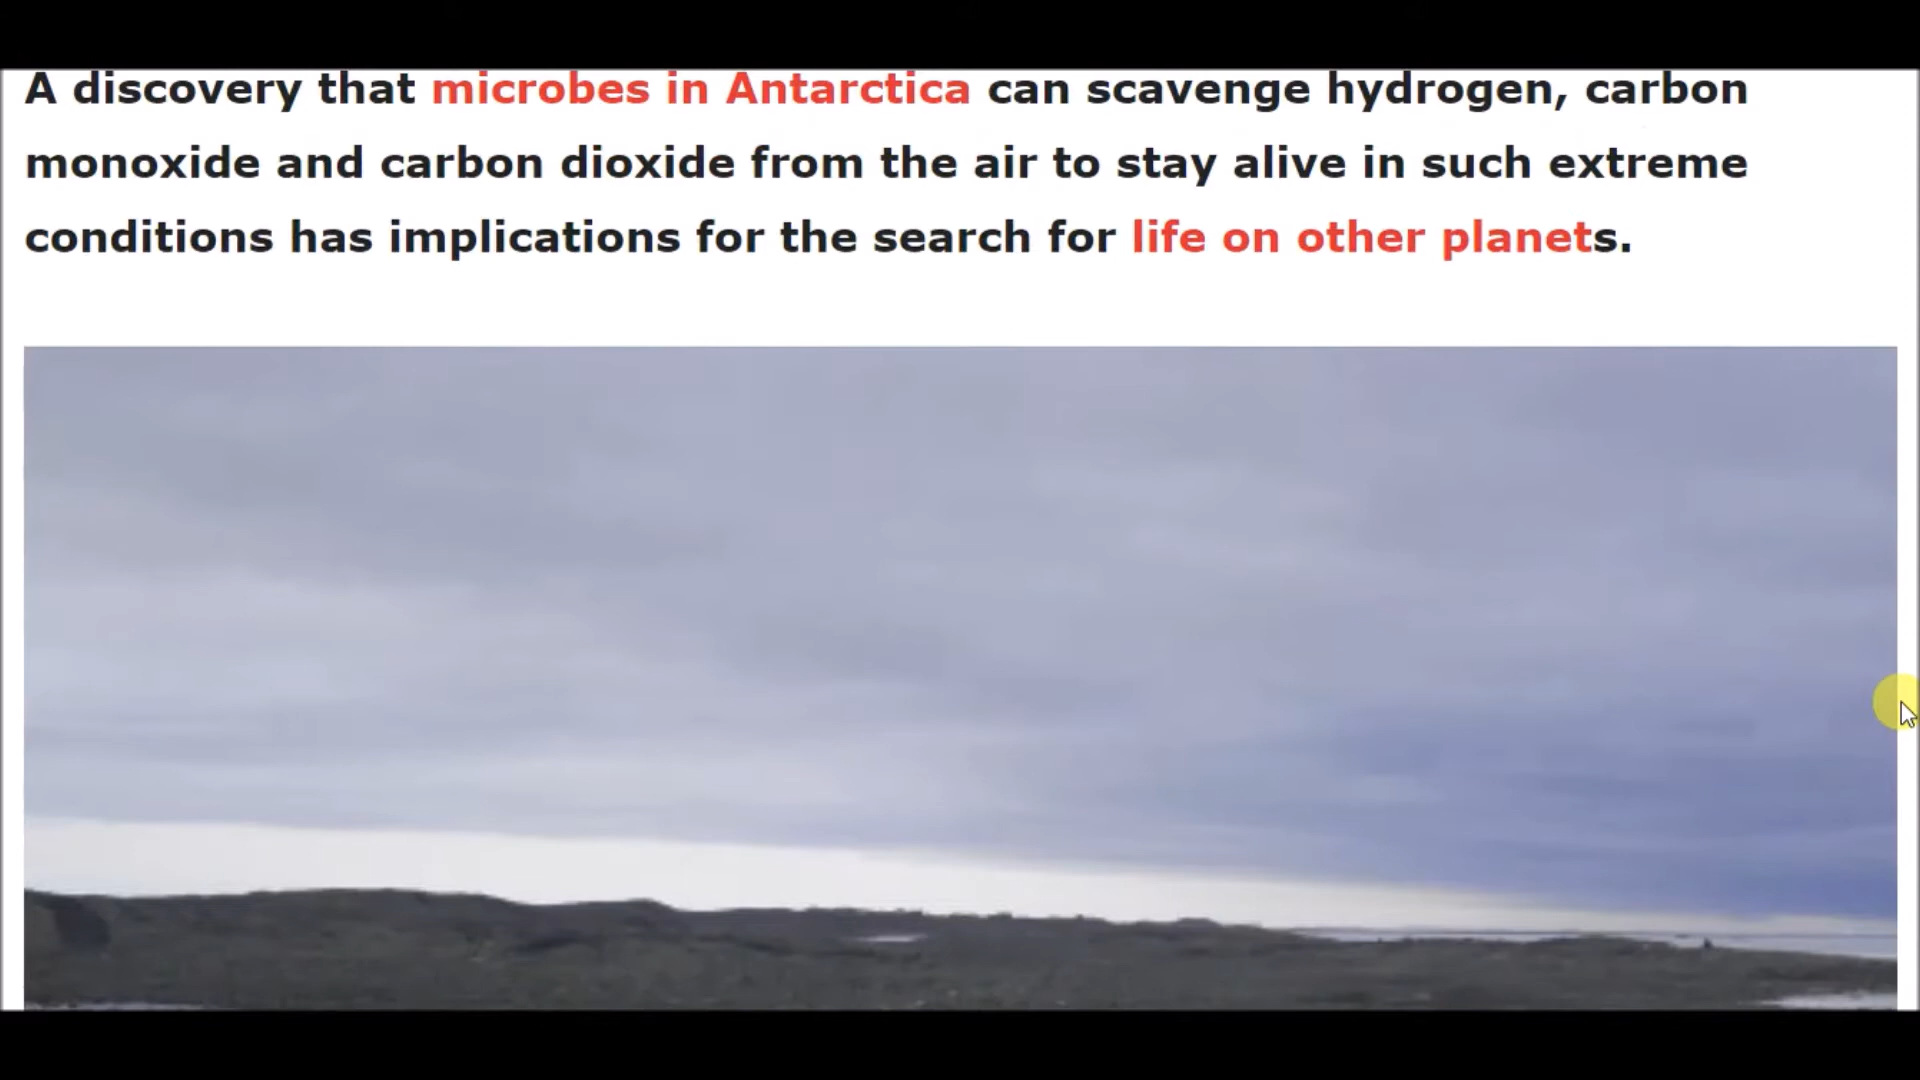 A discovery that microbes in Antarctica can scavenge hydrogen, carbon
monoxide and carbon dioxide from the air to stay alive in such extreme
conditions has implications for the search for life on other planets.